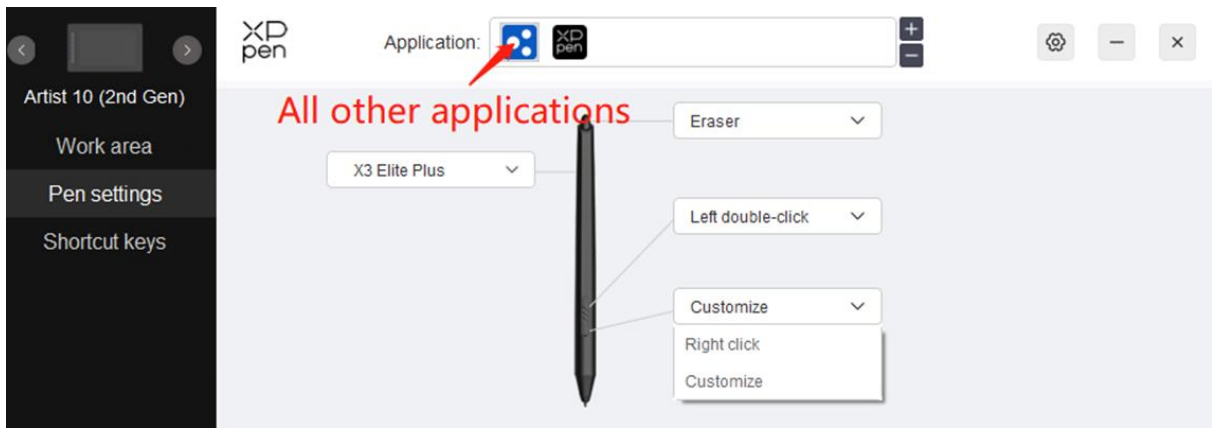 XP
pen
Application:
XP
pen
Artist 10 (2nd Gen)
All other applications
Eraser
Work area
X3 Elite Plus
Pen settings
Left double-click
Shortcut keys
Customize
Right click
Customize